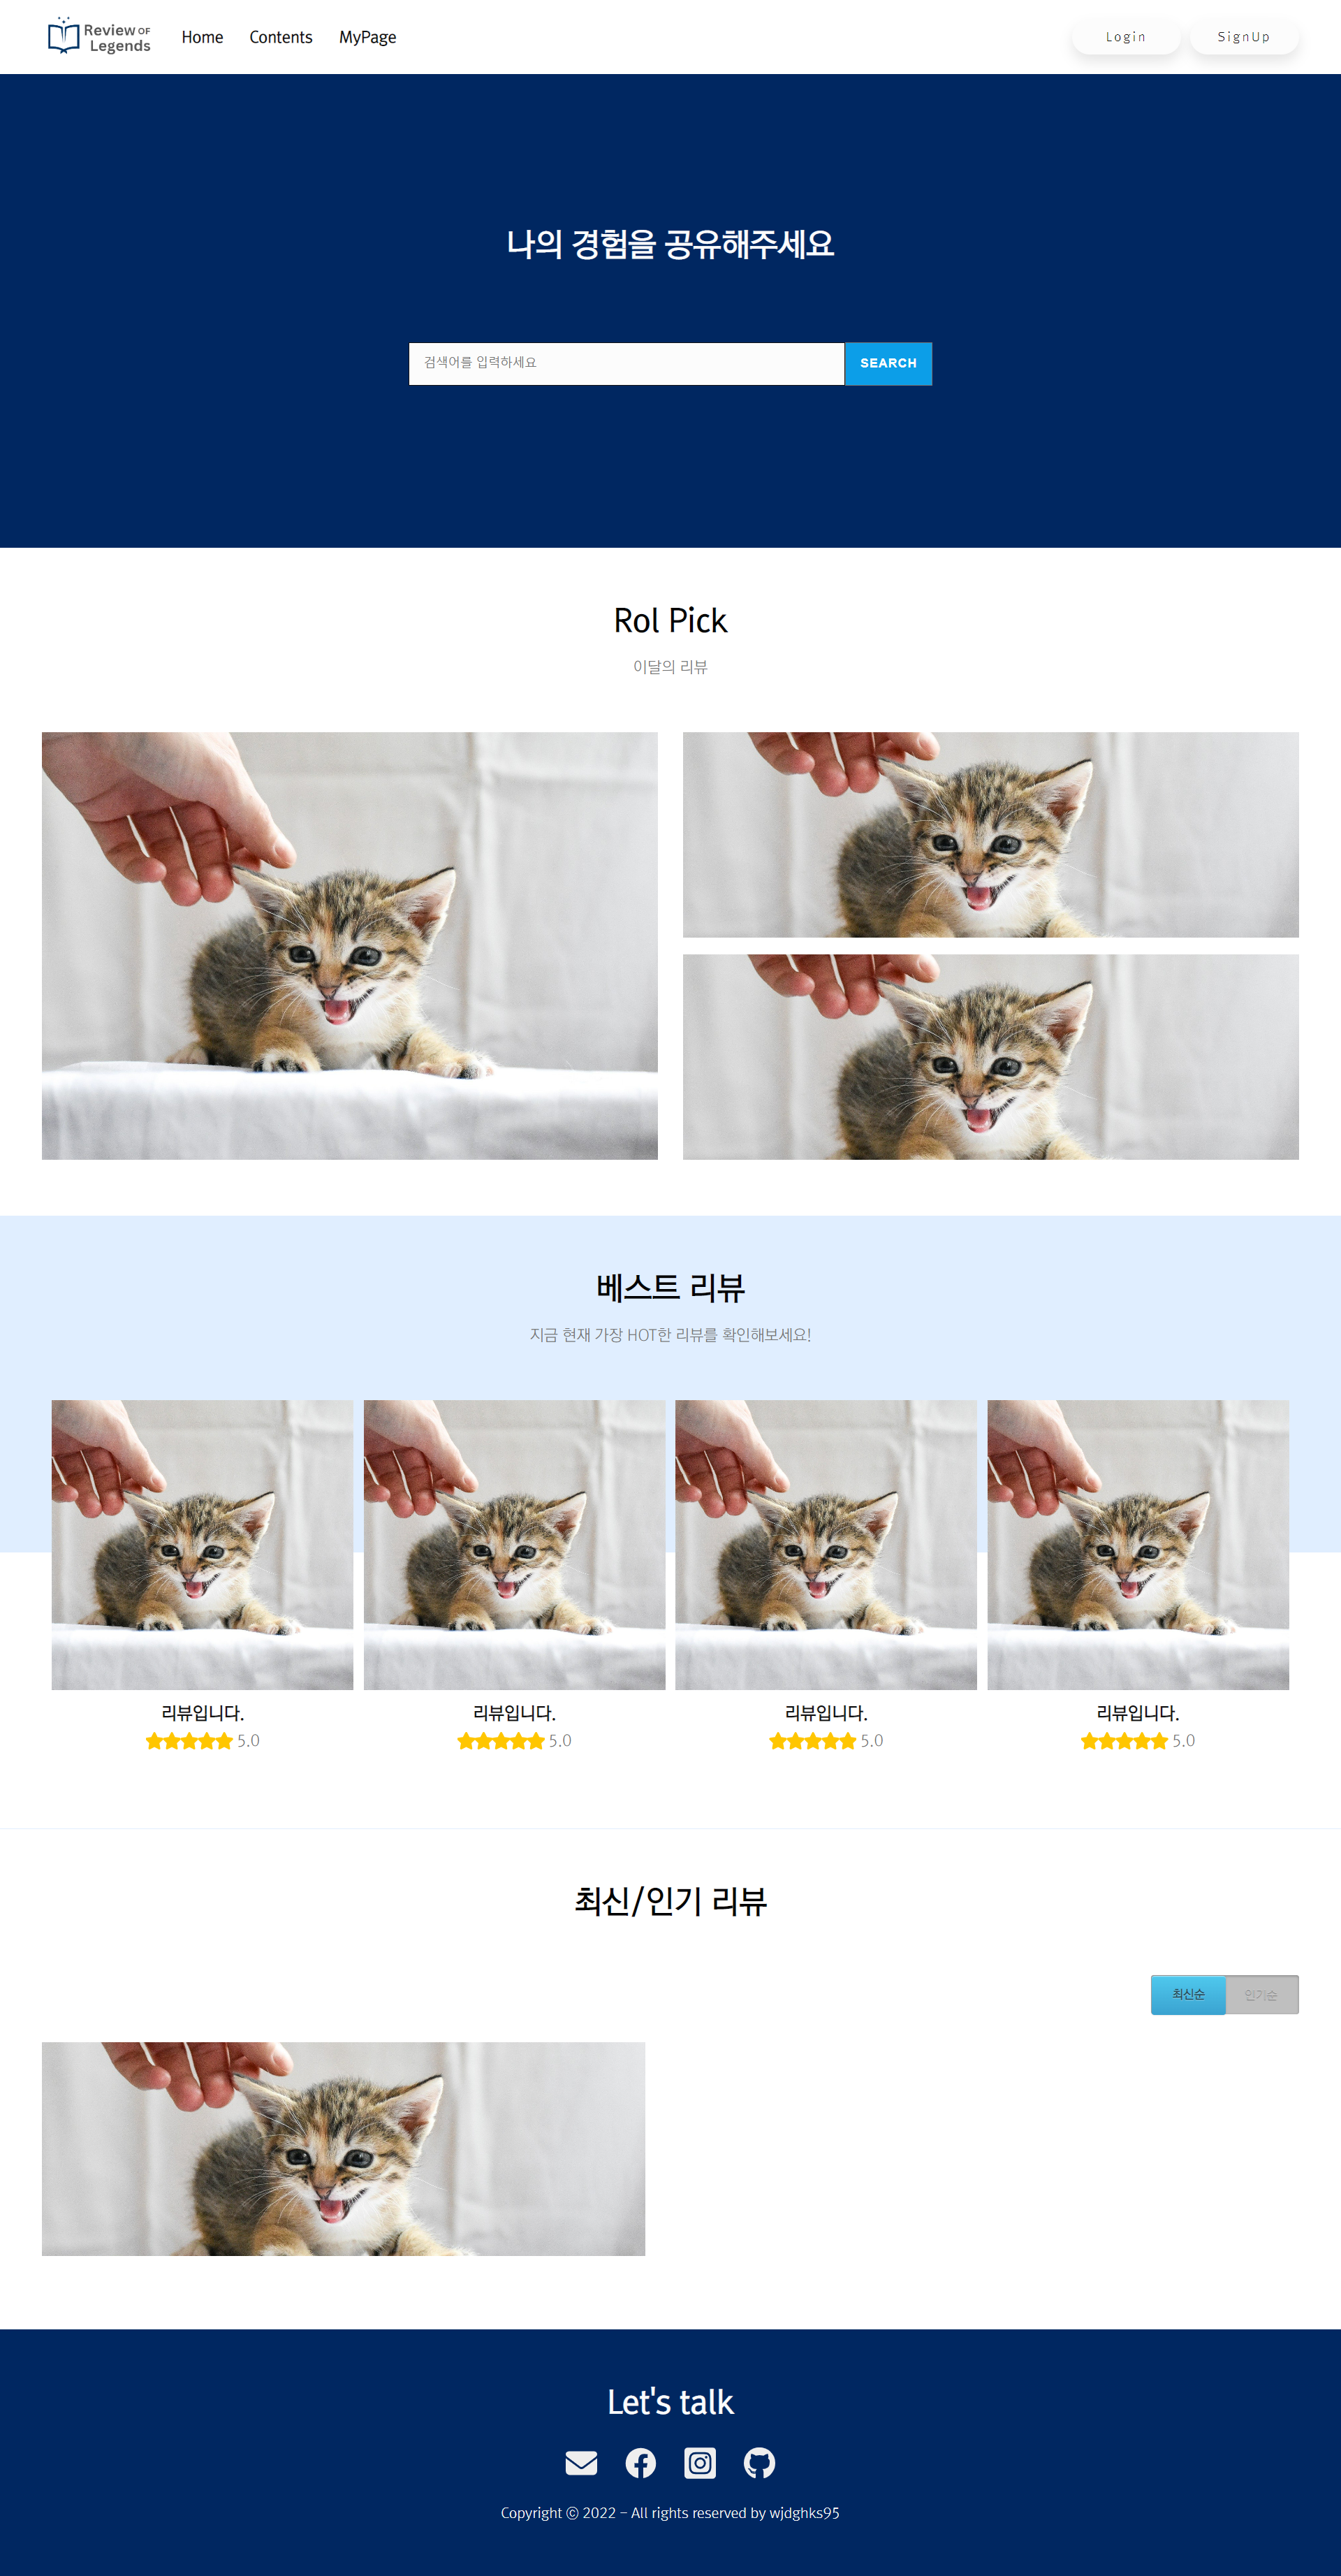 Review OF
Legends
Home
Contents
MyPage
Login
SignUp
나의 경험을 공유해주세요
검색어를 입력하세요
SEARCH
Rol Pick
이달의 리뷰
베스트 리뷰
지금 현재 가장 HOT한 리뷰를 확인해보세요!
리뷰입니다.
5.0
리뷰입니다.
5.0
리뷰입니다.
5.0
리뷰입니다.
5.0
최신/인기 리뷰
최신순
인기순
Let's talk
Copyright © 2022 – All rights reserved by wjdghks95